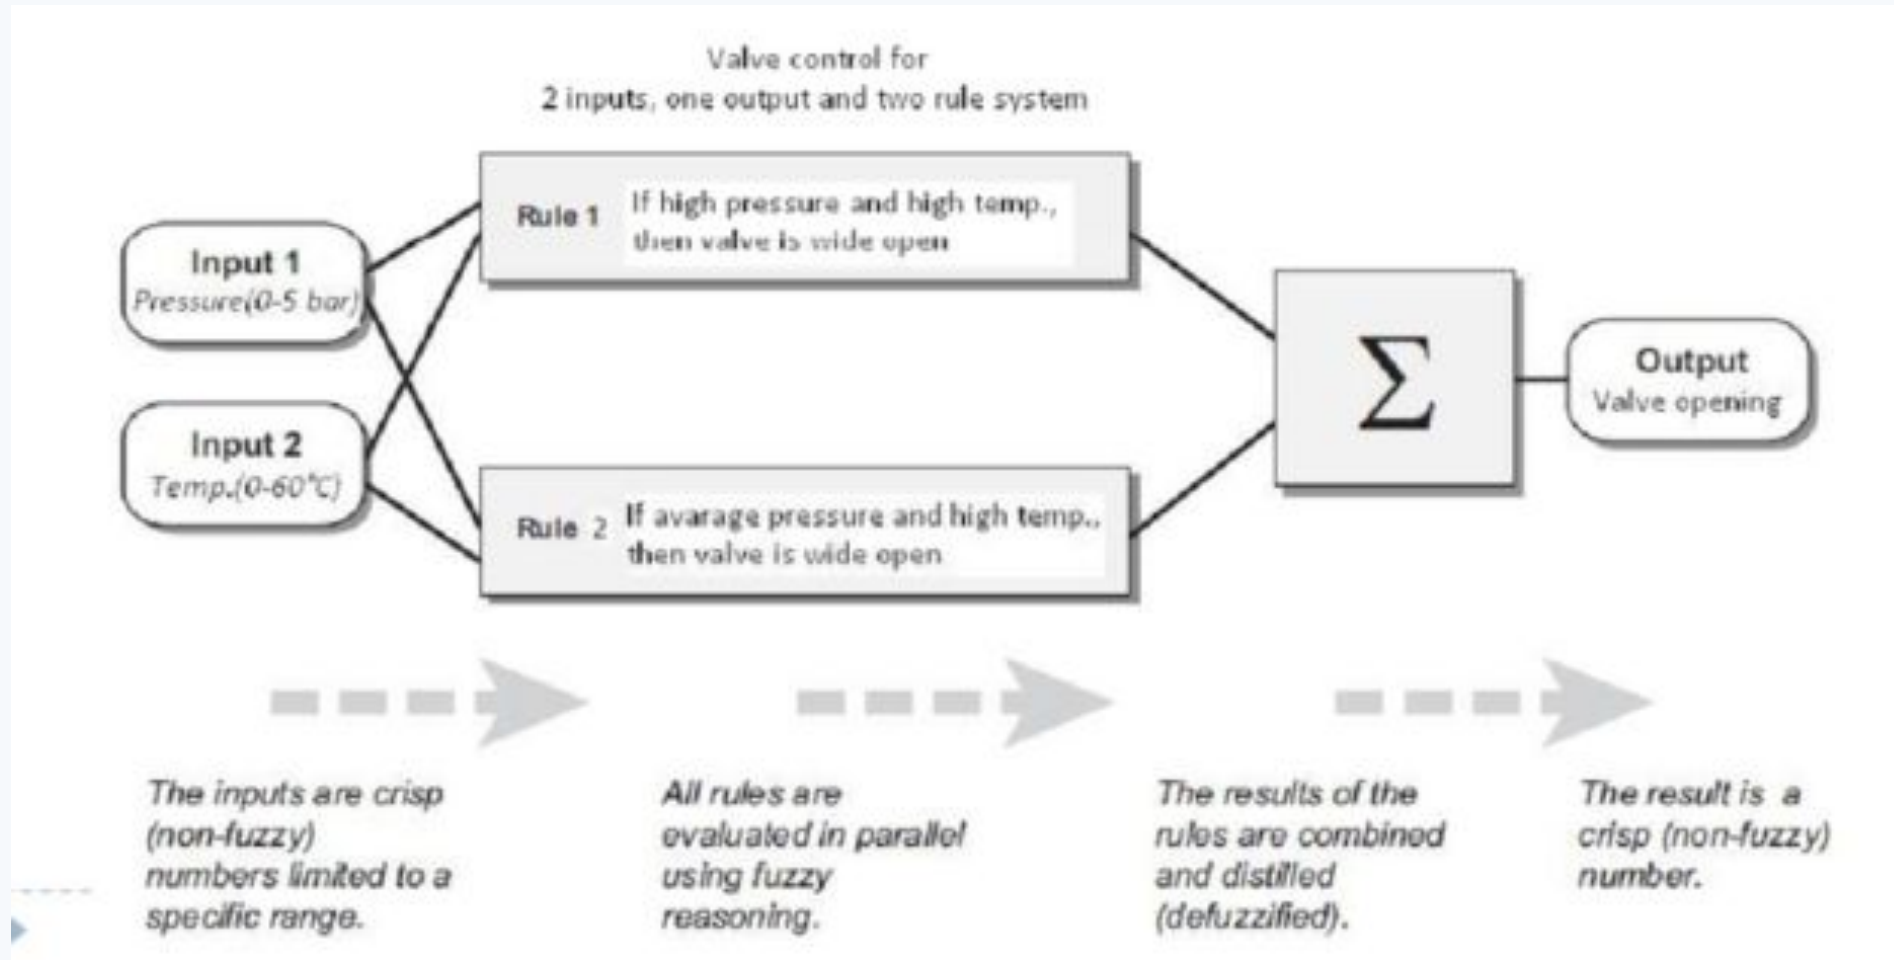 Valve control for
2 inputs, one output and two rule system
Rule 1
If high pressure and high temp.,
then valve is wide open
Input 1
Pressure(0-5 bar)
Input 2
Temp.(0-60°C)
Rule 2
If avarage pressure and high temp.,
then valve is wide open
Σ
Output
Valve opening
The inputs are crisp
(non-fuzzy)
numbers limited to a
specific range.
All rules are
evaluated in parallel
using fuzzy
reasoning.
The results of the
rules are combined
and distilled
(defuzzified).
The result is a
crisp (non-fuzzy)
number.